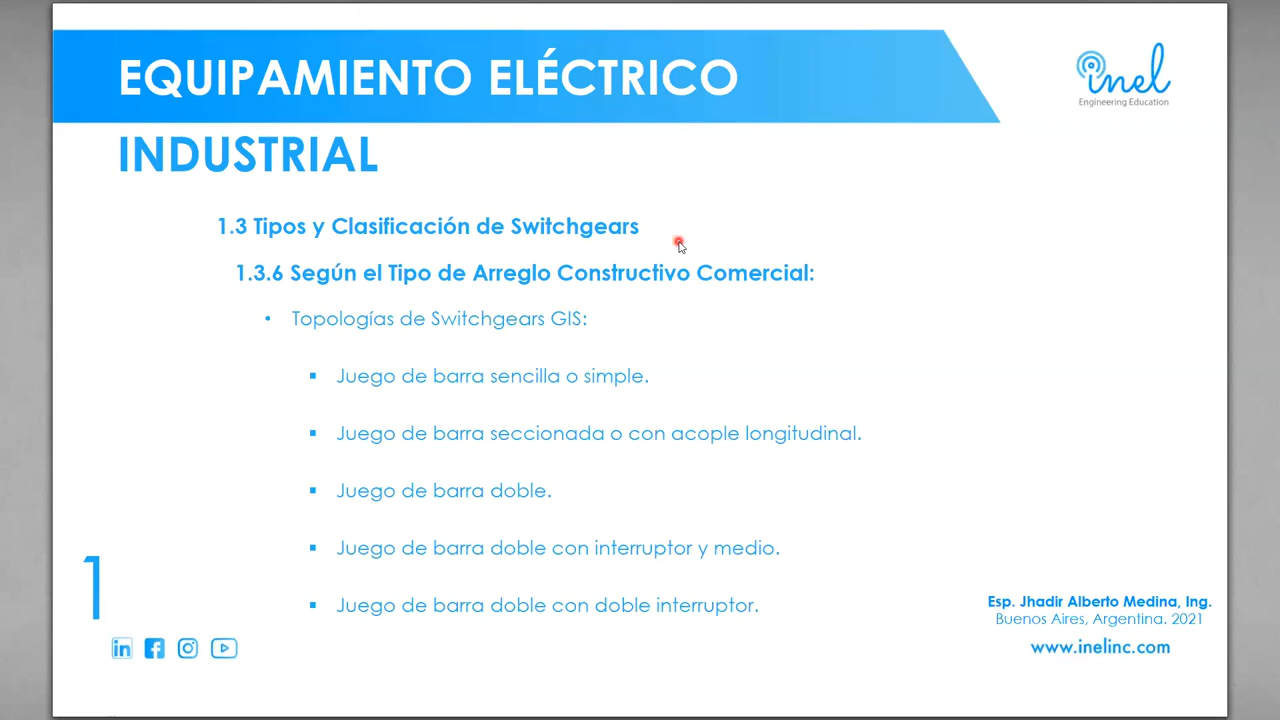 EQUIPAMIENTO ELÉCTRICO
INDUSTRIAL
inel
Engineering Education
1.3 Tipos y Clasificación de Switchgears
1.3.6 Según el Tipo de Arreglo Constructivo Comercial:
• Topologías de Switchgears GIS:
▪ Juego de barra sencilla o simple.
▪ Juego de barra seccionada o con acople longitudinal.
▪ Juego de barra doble.
▪ Juego de barra doble con interruptor y medio.
▪ Juego de barra doble con doble interruptor.
1
Esp. Jhadir Alberto Medina, Ing.
Buenos Aires, Argentina. 2021
www.inelinc.com